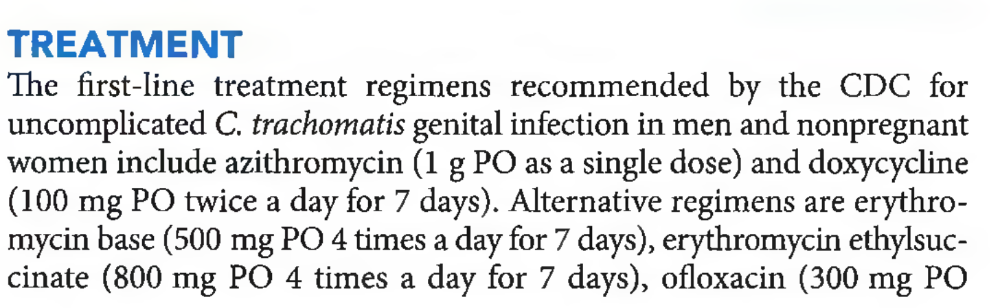 TREATMENT
The first-line treatment regimens recommended by the CDC for
uncomplicated C. trachomatis genital infection in men and nonpregnant
women include azithromycin (1 g PO as a single dose) and doxycycline
(100 mg PO twice a day for 7 days). Alternative regimens are erythro-
mycin base (500 mg PO 4 times a day for 7 days), erythromycin ethylsuc-
cinate (800 mg PO 4 times a day for 7 days), ofloxacin (300 mg PO